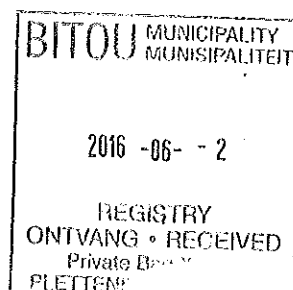 BITOU MUNICIPALITY
MUNISIPALITEIT
2016 -06- - 2
REGISTRY
ONTVANG • RECEIVED
Private